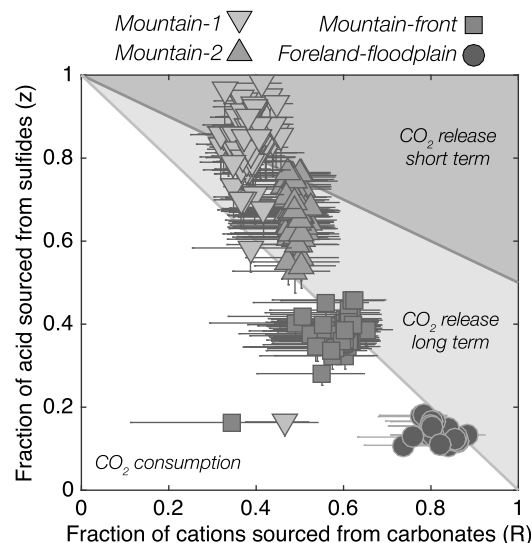 Mountain-1
Mountain-front
Mountain-2
Foreland-floodplain
1
CO₂ release
short term
0.8
0.6
CO₂ release
long term
0.4
0.2
CO₂ consumption
0
0
0.2
0.4
0.6
0.8
1
Fraction of acid sourced from sulfides (z)
Fraction of cations sourced from carbonates (R)